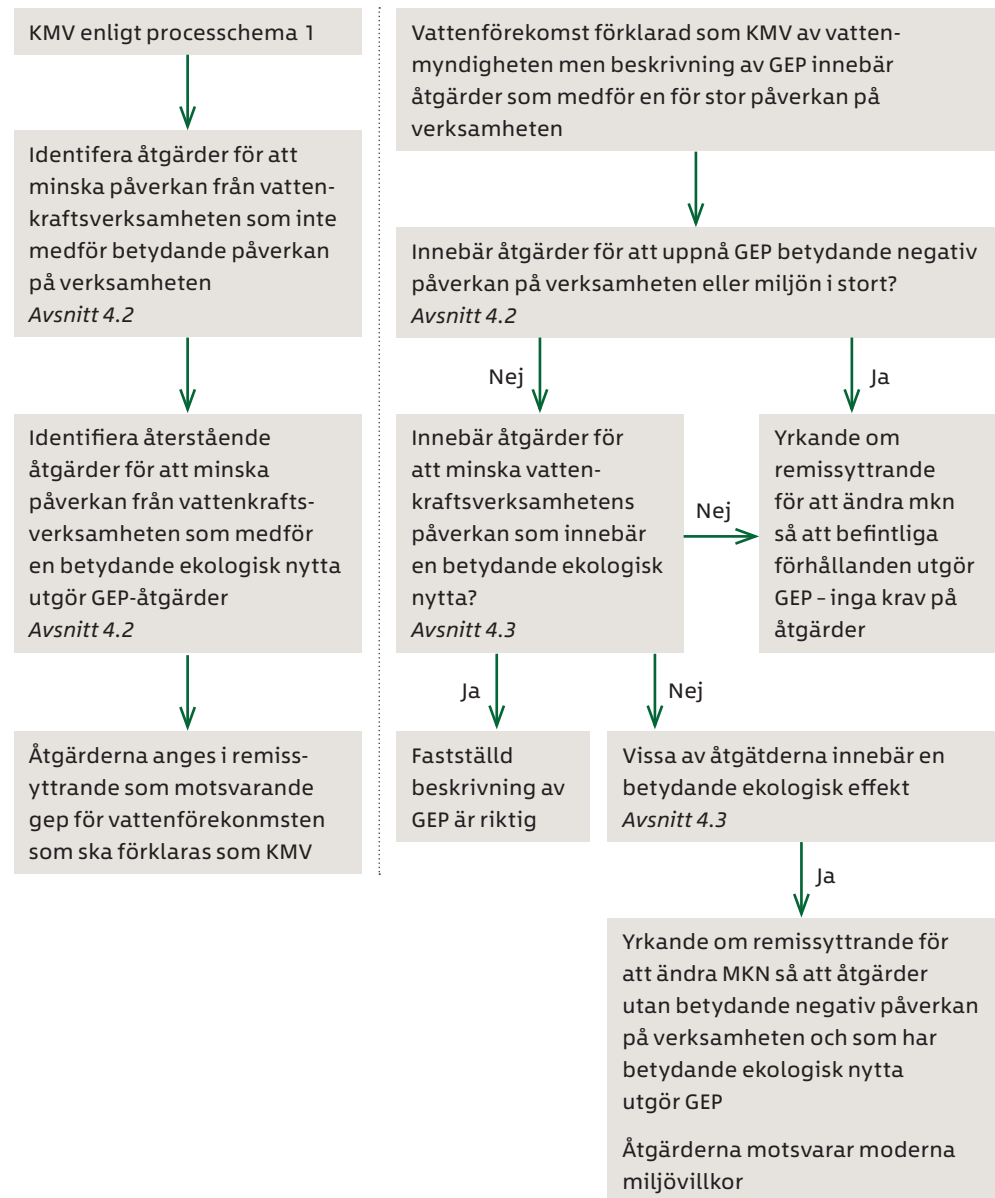 KMV enligt processchema 1
Identifera åtgärder för att
minska påverkan från vatten-
kraftsverksamheten som inte
medför betydande påverkan
på verksamheten
Avsnitt 4.2
Identifiera återstående
åtgärder för att minska
påverkan från vattenkrafts-
verksamheten som medför
en betydande ekologisk nytta
utgör GEP-åtgärder
Avsnitt 4.2
Åtgärderna anges i remiss-
yttrande som motsvarande
gep för vattenförekonmsten
som ska förklaras som KMV
Vattenförekomst förklarad som KMV av vatten-
myndigheten men beskrivning av GEP innebär
åtgärder som medför en för stor påverkan på
verksamheten
Innebär åtgärder för att uppnå GEP betydande negativ
påverkan på verksamheten eller miljön i stort?
Avsnitt 4.2
Nej
Ja
Innebär åtgärder för
att minska vatten-
kraftsverksamhetens
påverkan som innebär
en betydande ekologisk
nytta?
Avsnitt 4.3
Nej
Yrkande om
remissyttrande
för att ändra mkn
så att befintliga
förhållanden utgör
GEP – inga krav på
åtgärder
Ja
Nej
Fastställd
beskrivning av
GEP är riktig
Vissa av åtgätderna innebär en
betydande ekologisk effekt
Avsnitt 4.3
Ja
Yrkande om remissyttrande för
att ändra MKN så att åtgärder
utan betydande negativ påverkan
på verksamheten och som har
betydande ekologisk nytta
utgör GEP
Åtgärderna motsvarar moderna
miljövillkor